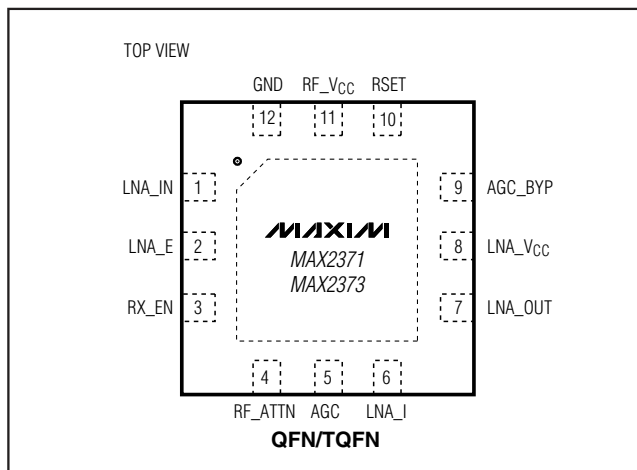 TOP VIEW
GND RF_VCC RSET
12 11 10
LNA_IN 1 9 AGC_BYP
MAXIM
LNA_E 2 MAX2371 8 LNA_VCC
MAX2373
RX_EN 3 7 LNA_OUT
4 5 6
RF_ATTN AGC LNA_I
QFN/TQFN